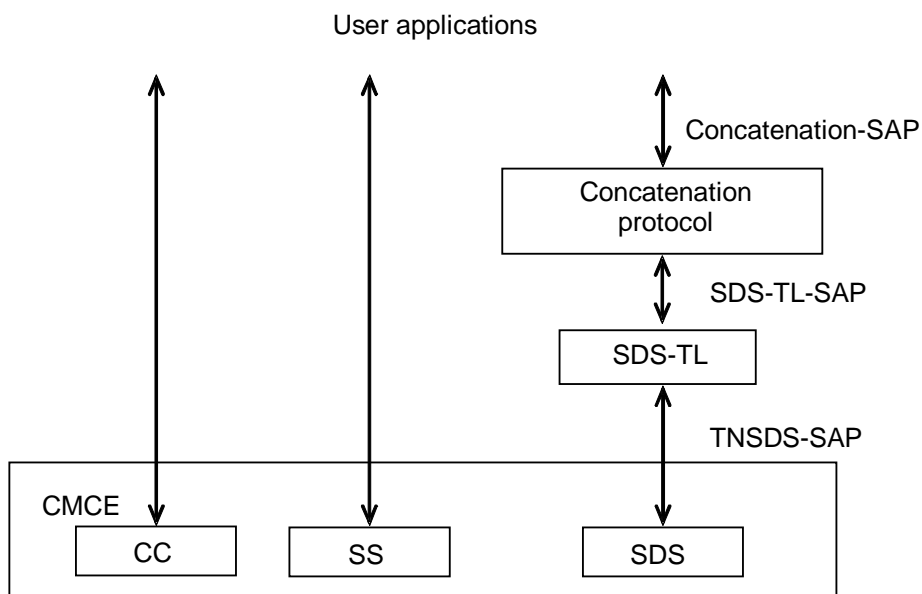 User applications
Concatenation-SAP
Concatenation
protocol
SDS-TL-SAP
SDS-TL
TNSDS-SAP
CMCE
CC
SS
SDS